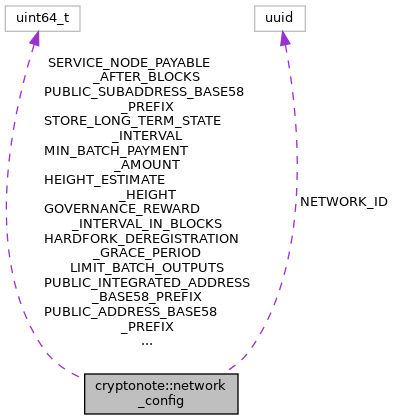 uint64_t
uuid
SERVICE_NODE_PAYABLE
_AFTER_BLOCKS
PUBLIC_SUBADDRESS_BASE58
_PREFIX
STORE_LONG_TERM_STATE
_INTERVAL
MIN_BATCH_PAYMENT
_AMOUNT
HEIGHT_ESTIMATE
_HEIGHT
GOVERNANCE_REWARD
_INTERVAL_IN_BLOCKS
HARDFORK_DEREGISTRATION
_GRACE_PERIOD
LIMIT_BATCH_OUTPUTS
PUBLIC_INTEGRATED_ADDRESS
_BASE58_PREFIX
PUBLIC_ADDRESS_BASE58
_PREFIX
...
NETWORK_ID
cryptonote::network
_config